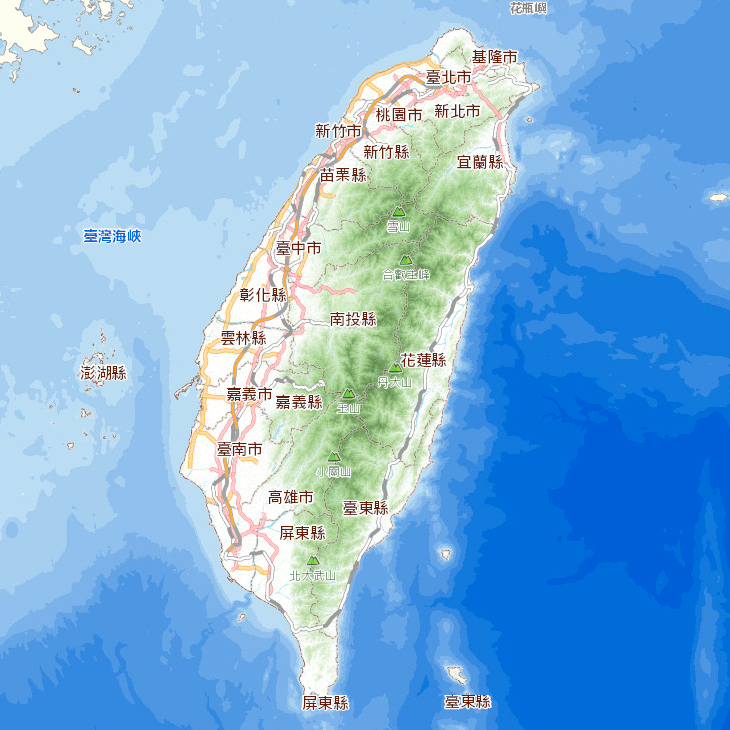 花瓶嶼
基隆市
臺北市
新北市
桃園市
新竹市
新竹縣
宜蘭縣
苗栗縣
雪山
臺灣海峽
臺中市
合歡主峰
彰化縣
南投縣
雲林縣
花蓮縣
澎湖縣
丹大山
嘉義市
嘉義縣
玉山
臺南市
小關山
高雄市
臺東縣
屏東縣
北大武山
屏東縣
臺東縣